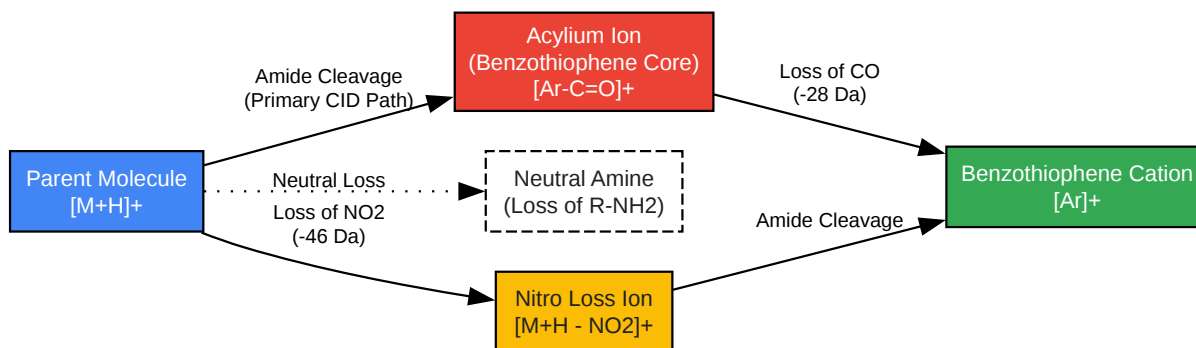 Acylium Ion
(Benzothiophene Core)
[Ar-C=O]+
Amide Cleavage
(Primary CID Path)
Loss of CO
(-28 Da)
Parent Molecule
[M+H]+
Neutral Loss
Neutral Amine
(Loss of R-NH2)
Benzothiophene Cation
[Ar]+
Loss of NO2
(-46 Da)
Amide Cleavage
Nitro Loss Ion
[M+H - NO2]+